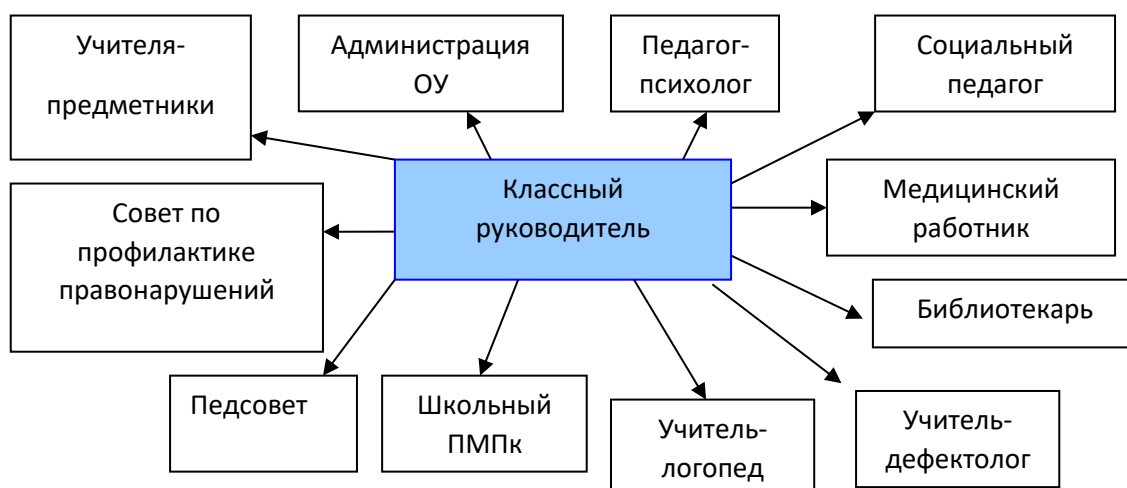 Учителя-
предметники
Администрация
ОУ
Педагог-
психолог
Социальный
педагог
Классный
руководитель
Медицинский
работник
Совет по
профилактике
правонарушений
Библиотекарь
Педсовет
Школьный
ПМПк
Учитель-
логопед
Учитель-
дефектолог